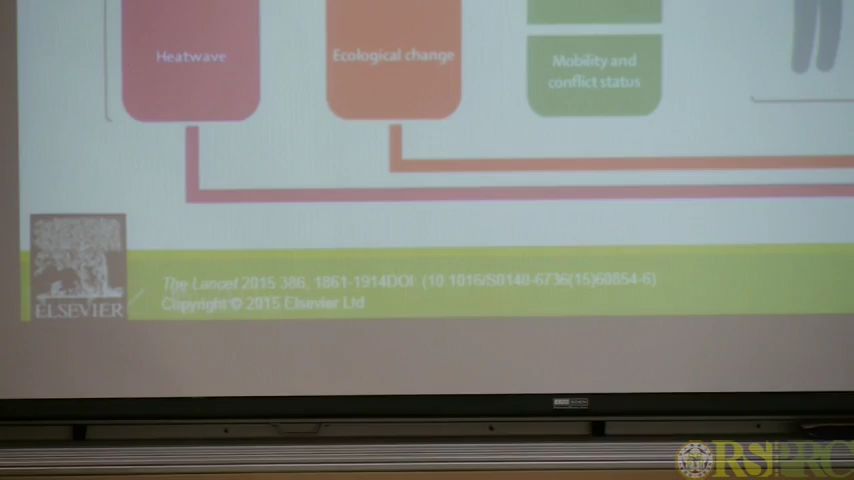 Heatwave
Ecological change
Mobility and
conflict status
The Lancet 2015 386, 1861-1914DOI: (10.1016/S0140-6736(15)60854-6)
Copyright © 2015 Elsevier Ltd
ELSEVIER
RSPRC